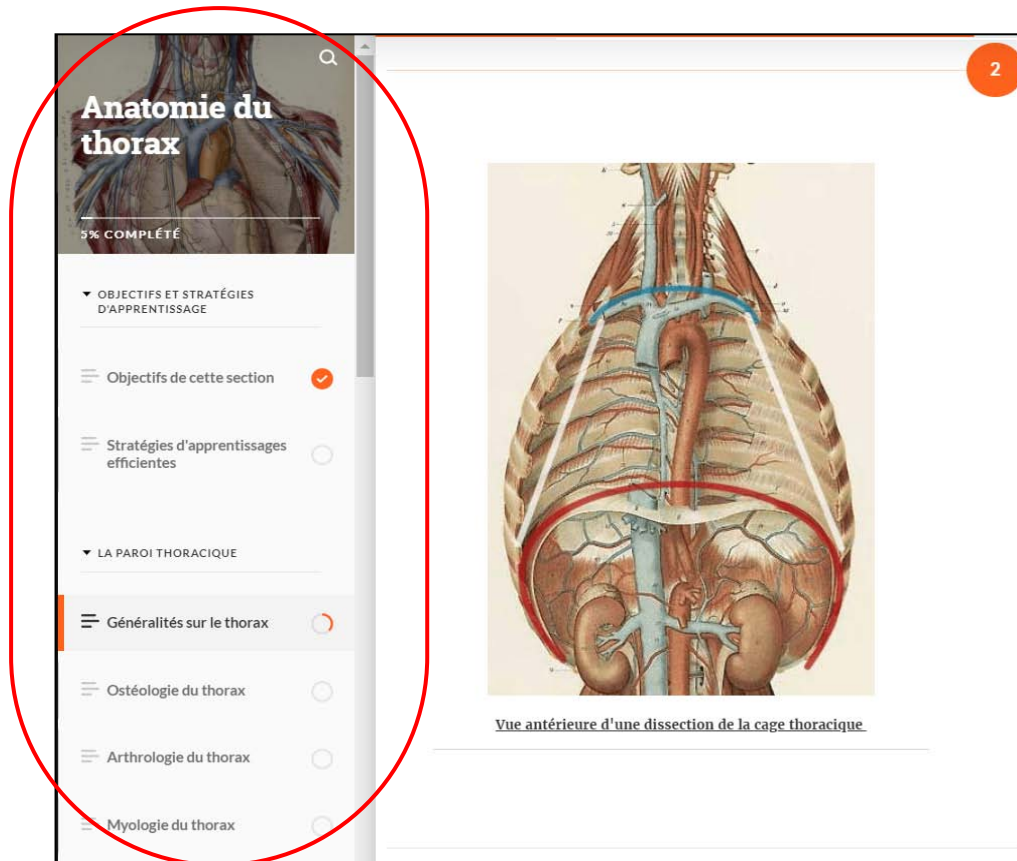 Anatomie du
thorax
5% COMPLÉTÉ
OBJECTIFS ET STRATÉGIES
D'APPRENTISSAGE
Objectifs de cette section
Stratégies d'apprentissages
efficientes
LA PAROI THORACIQUE
Généralités sur le thorax
Ostéologie du thorax
Arthrologie du thorax
Myologie du thorax
2
Vue antérieure d'une dissection de la cage thoracique